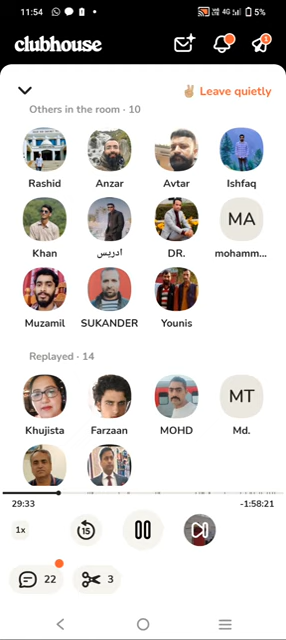 11:54
4G
5%
clubhouse
1
✌🏼 Leave quietly
Others in the room · 10
Rashid
Anzar
Avtar
Ishfaq
MA
Khan
ادریس
DR.
mohamm...
Muzamil
SUKANDER
Younis
Replayed · 14
MT
Khujista
Farzaan
MOHD
Md.
29:33
-1:58:21
1x
15
22
3